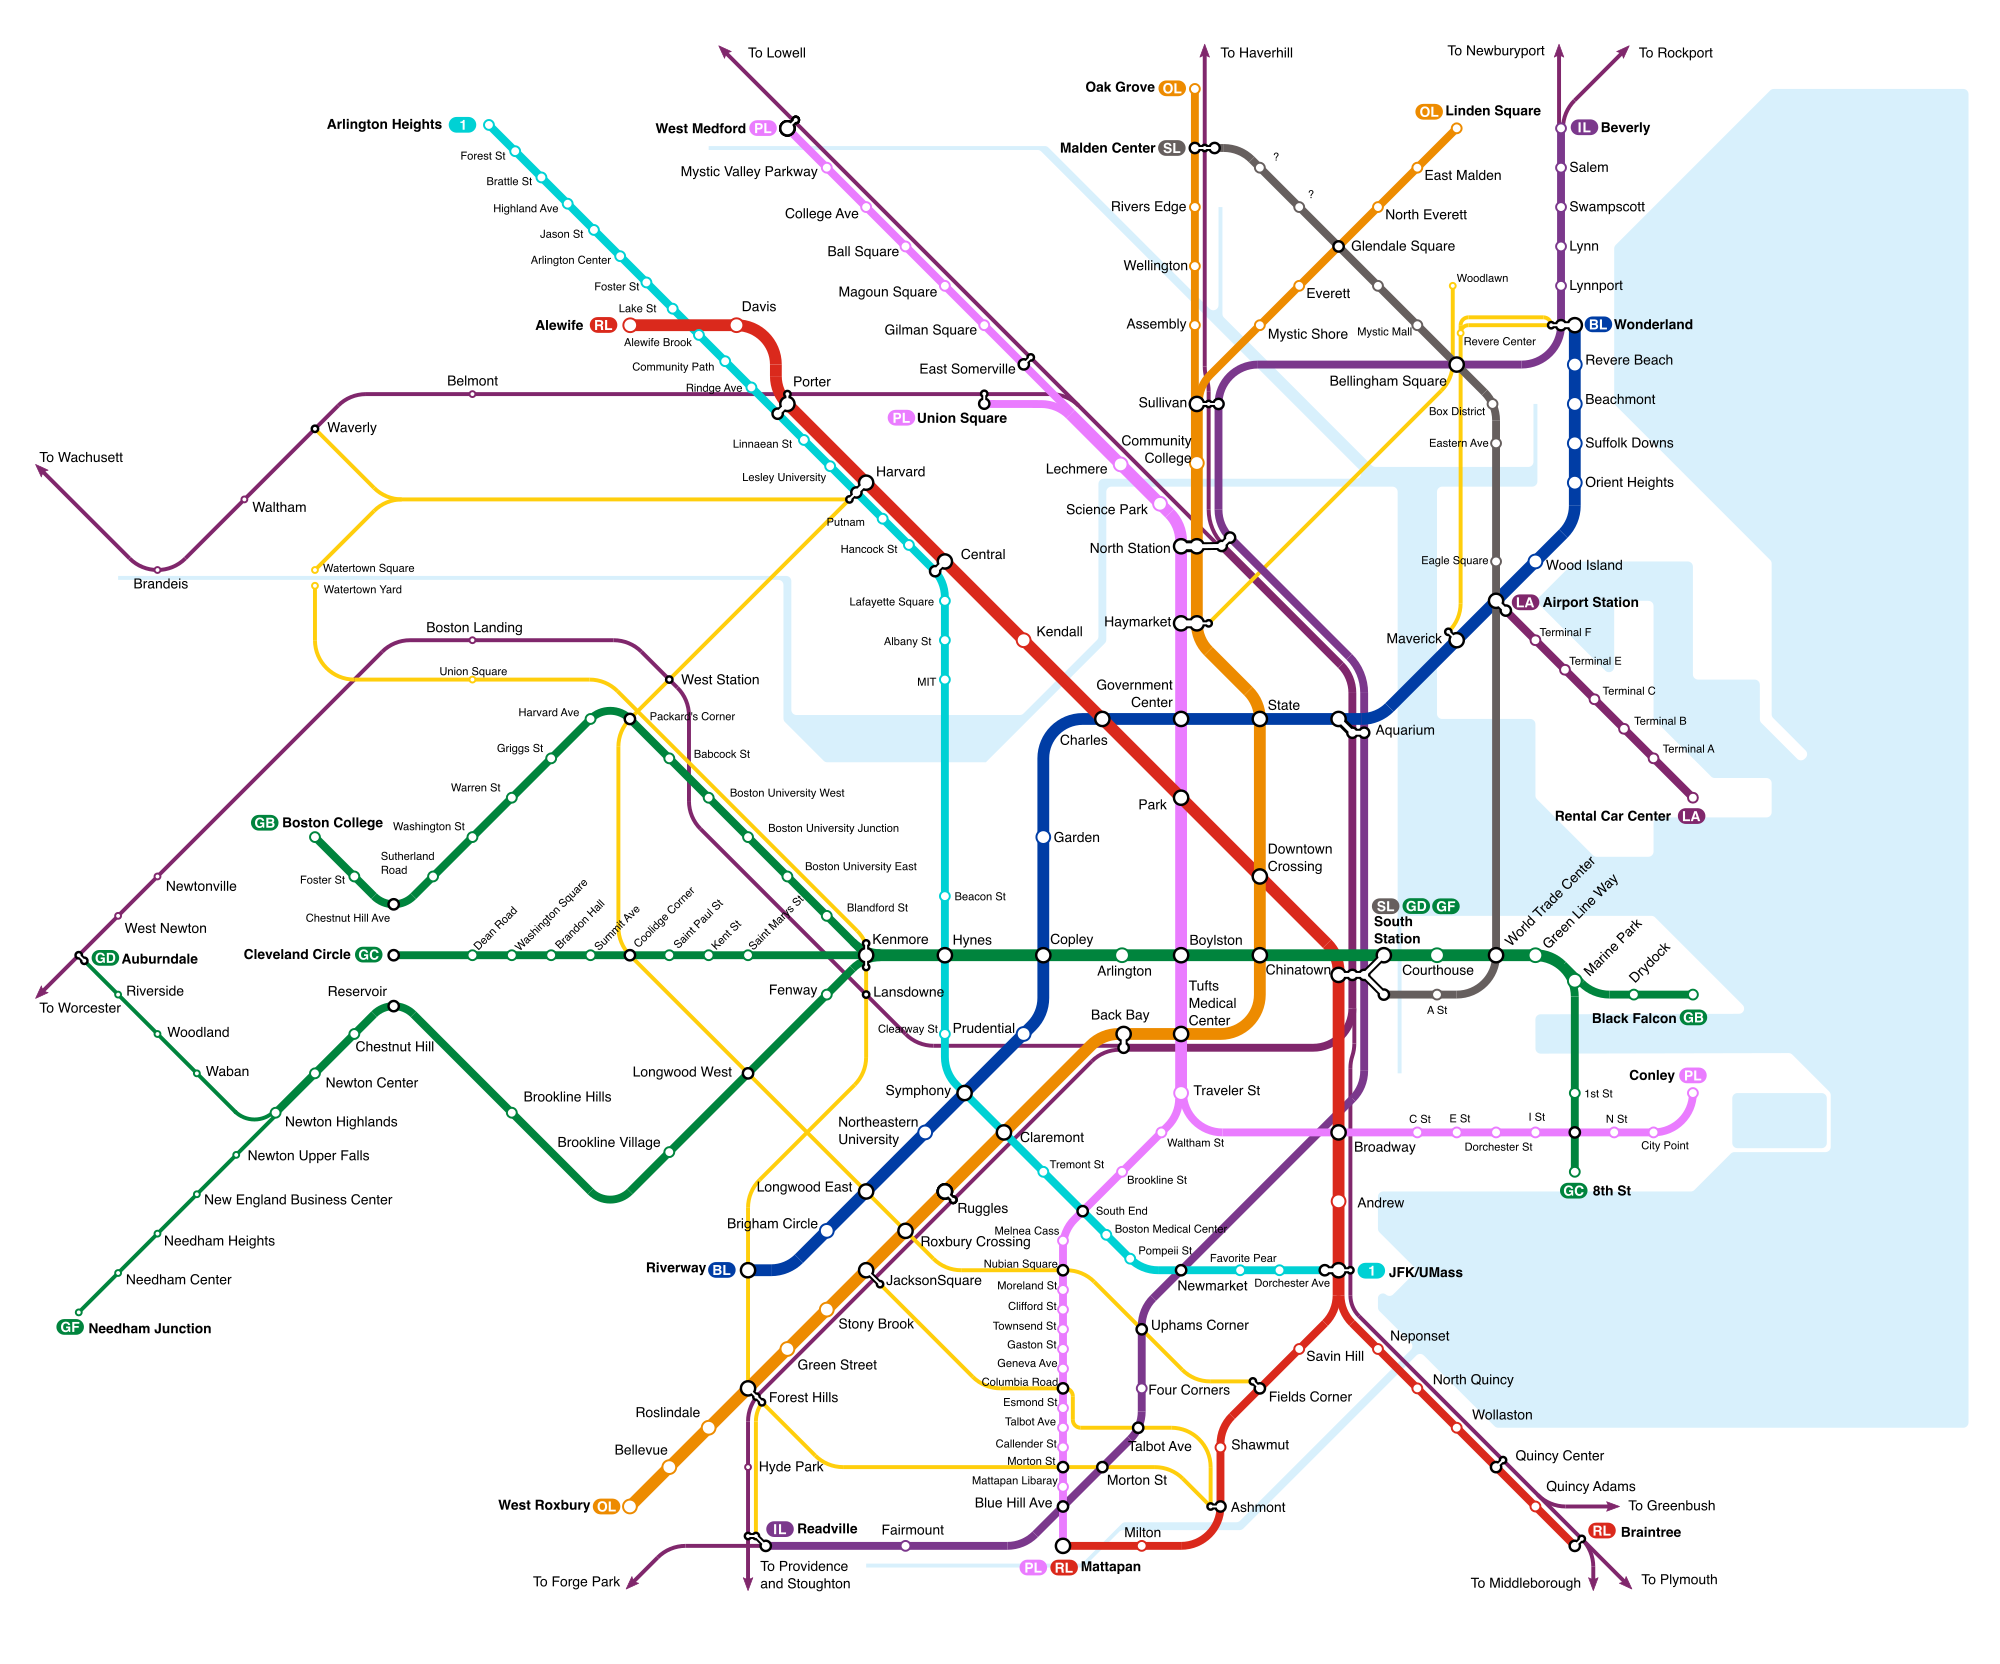 To Lowell
To Haverhill
To Newburyport
To Rockport
Oak Grove OL
OL Linden Square
Arlington Heights 1
West Medford PL
IL Beverly
Malden Center SL
?
Forest St
Mystic Valley Parkway
East Malden
Salem
Brattle St
?
Highland Ave
College Ave
Rivers Edge
North Everett
Swampscott
Jason St
Ball Square
Glendale Square
Lynn
Arlington Center
Wellington
Woodlawn
Foster St
Magoun Square
Everett
Lynnport
Lake St
Davis
Alewife RL
Gilman Square
Assembly
Mystic Shore
Mystic Mall
Revere Center
BL Wonderland
Alewife Brook
Community Path
East Somerville
Revere Beach
Belmont
Rindge Ave
Porter
Bellingham Square
PL Union Square
Sullivan
Box District
Beachmont
Waverly
Linnaean St
Community
College
Eastern Ave
Suffolk Downs
To Wachusett
Lesley University
Harvard
Lechmere
Orient Heights
Waltham
Putnam
Science Park
Hancock St
Central
North Station
Eagle Square
Wood Island
Brandeis
Watertown Square
Watertown Yard
Lafayette Square
LA Airport Station
Boston Landing
Albany St
Kendall
Haymarket
Maverick
Terminal F
Union Square
West Station
MIT
Terminal E
Government
Center
Terminal C
Harvard Ave
Packard's Corner
State
Terminal B
Griggs St
Babcock St
Charles
Aquarium
Terminal A
Warren St
Boston University West
Park
GB Boston College
Washington St
Boston University Junction
Garden
Rental Car Center LA
Sutherland
Road
Foster St
Boston University East
Downtown
Crossing
Newtonville
Chestnut Hill Ave
Blandford St
Beacon St
SL GD GF
South
Station
West New Newton
Cleveland Circle GC
Dean Road
Washington Square
Brandon Hall
Summit Ave
Coolidge Corner
Saint Paul St
Kent St
Saint Marys St
Kenmore
Hynes
Copley
Arlington
Boylston
Chinatown
Courthouse
World Trade Center
Green Line Way
Marine Park
Drydock
GD Auburndale
Riverside
Reservoir
Fenway
Lansdowne
Tufts
Medical
Center
A St
To Worcester
Woodland
Chestnut Hill
Clearway St
Prudential
Back Bay
Black Falcon GB
Waban
Newton Center
Longwood West
Conley PL
Brookline Hills
Symphony
Traveler St
1st St
Newton Highlands
Brookline Village
Northeastern
University
Claremont
Waltham St
Broadway
C St
E St
Dorchester St
I St
N St
City Point
Newton Upper Falls
Tremont St
Brookline St
New England Business Center
Longwood East
Ruggles
South End
Andrew
GC 8th St
Brigham Circle
Melnea Cass
Boston Medical Center
Needham Heights
Roxbury Crossing
Pompeii St
Riverway BL
Nubian Square
Favorite Pear
Needham Center
JacksonSquare
Moreland St
Newmarket
Dorchester Ave
1 JFK/UMass
Clifford St
GF Needham Junction
Stony Brook
Townsend St
Uphams Corner
Neponset
Gaston St
Green Street
Geneva Ave
Savin Hill
North Quincy
Columbia Road
Four Corners
Forest Hills
Esmond St
Fields Corner
Roslindale
Talbot Ave
Wollaston
Bellevue
Callender St
Talbot Ave
Shawmut
Hyde Park
Morton St
Morton St
Quincy Center
Mattapan Libaray
Quincy Adams
West Roxbury OL
Blue Hill Ave
Ashmont
To Greenbush
IL Readville
Fairmount
Milton
RL Braintree
To Forge Park
To Providence
and Stoughton
PL RL Mattapan
To Middleborough
To Plymouth